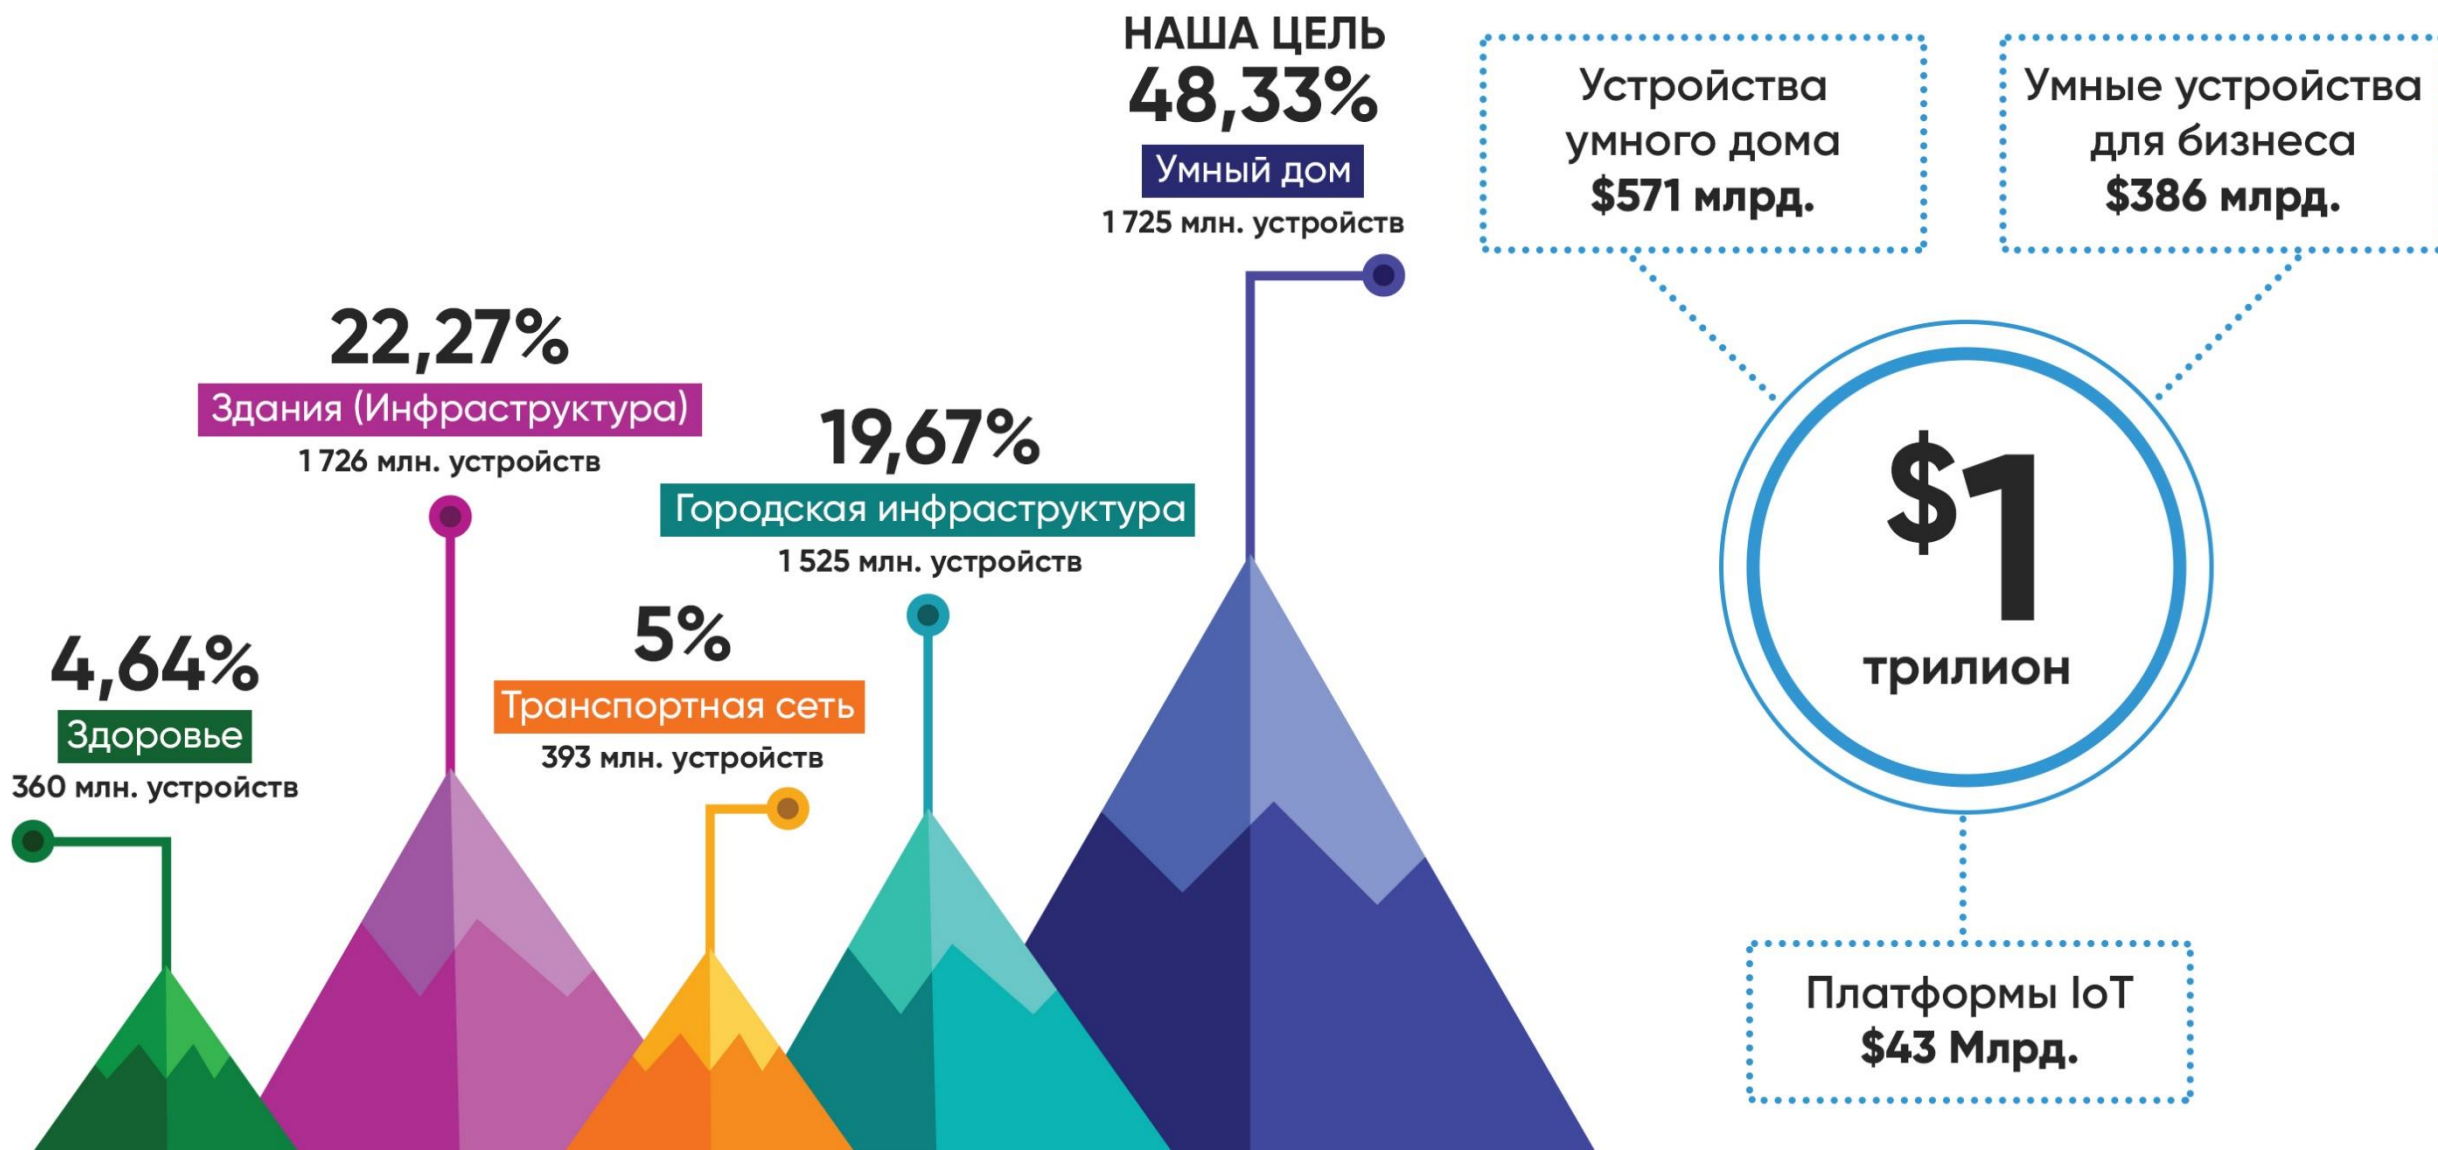 НАША ЦЕЛЬ
48,33%
Умный дом
1 725 млн. устройств
22,27%
Здания (Инфраструктура)
1 726 млн. устройств
19,67%
Городская инфраструктура
1 525 млн. устройств
5%
Транспортная сеть
393 млн. устройств
4,64%
Здоровье
360 млн. устройств
Устройства
умного дома
$571 млрд.
Умные устройства
для бизнеса
$386 млрд.
$1
трилион
Платформы IoT
$43 Млрд.